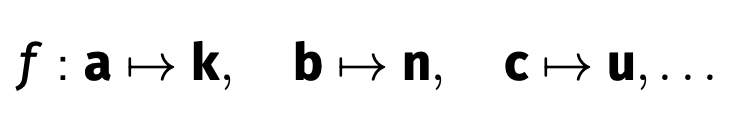 f : a ↦ k, b ↦ n, c ↦ u, . . .